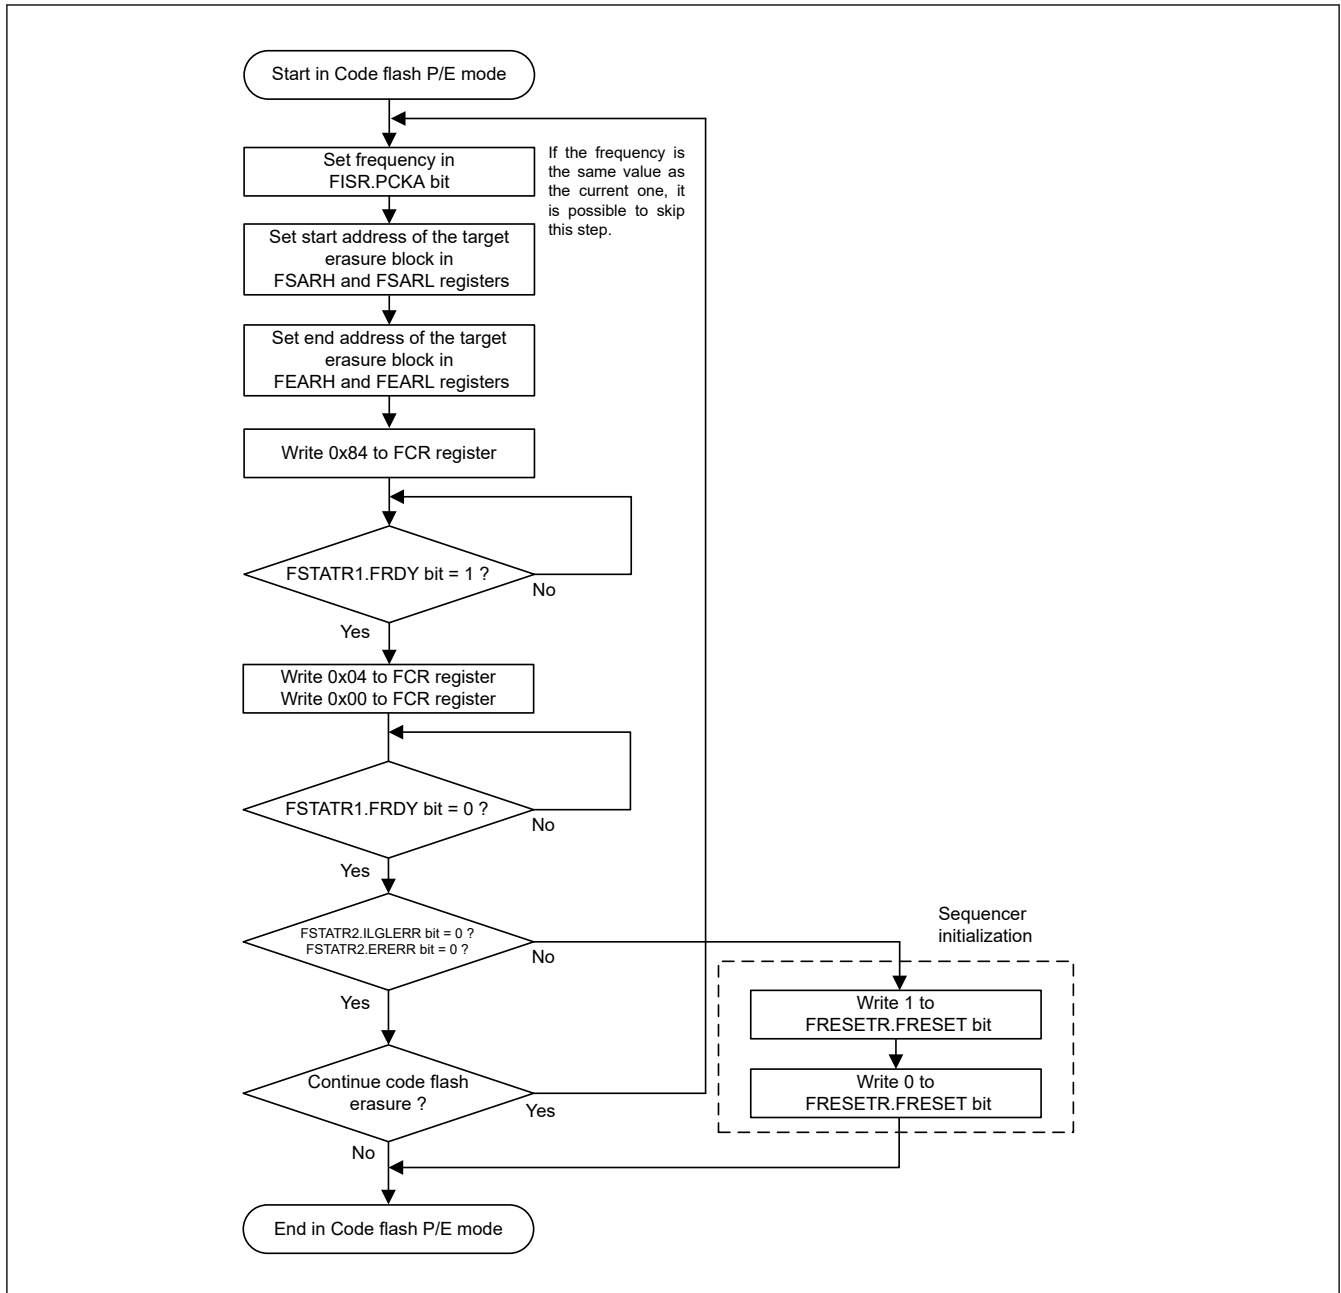 Start in Code flash P/E mode
Set frequency in
FISR.PCKA bit
If the frequency is
the same value as
the current one, it
is possible to skip
this step.
Set start address of the target
erasure block in
FSARH and FSARL registers
Set end address of the target
erasure block in
FEARH and FEARL registers
Write 0x84 to FCR register
FSTATR1.FRDY bit = 1 ?
No
Yes
Write 0x04 to FCR register
Write 0x00 to FCR register
FSTATR1.FRDY bit = 0 ?
No
Yes
FSTATR2.ILGLERR bit = 0 ?
FSTATR2.ERERR bit = 0 ?
No
Yes
Sequencer
initialization
Write 1 to
FRESETR.FRESET bit
Write 0 to
FRESETR.FRESET bit
Continue code flash
erasure ?
Yes
No
End in Code flash P/E mode